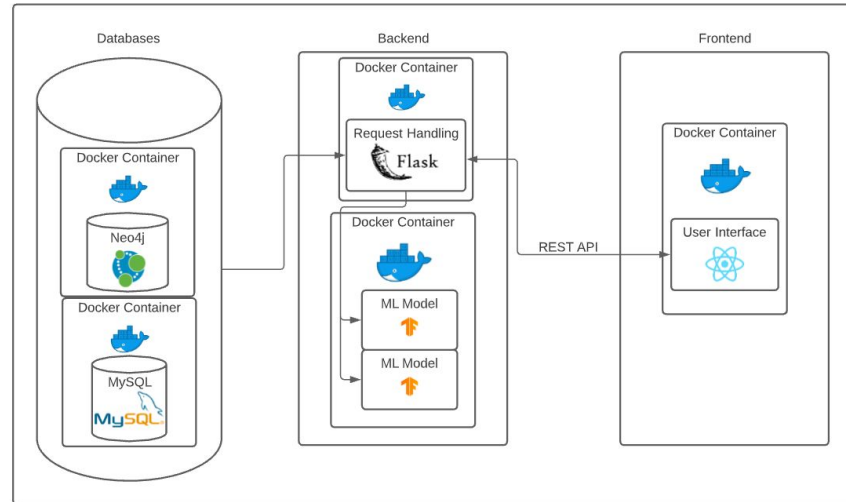 Databases
Docker Container
Neo4j
Docker Container
MySQL
MySQL
Backend
Docker Container
Request Handling
Flask
Docker Container
ML Model
ML Model
REST API
Frontend
Docker Container
User Interface